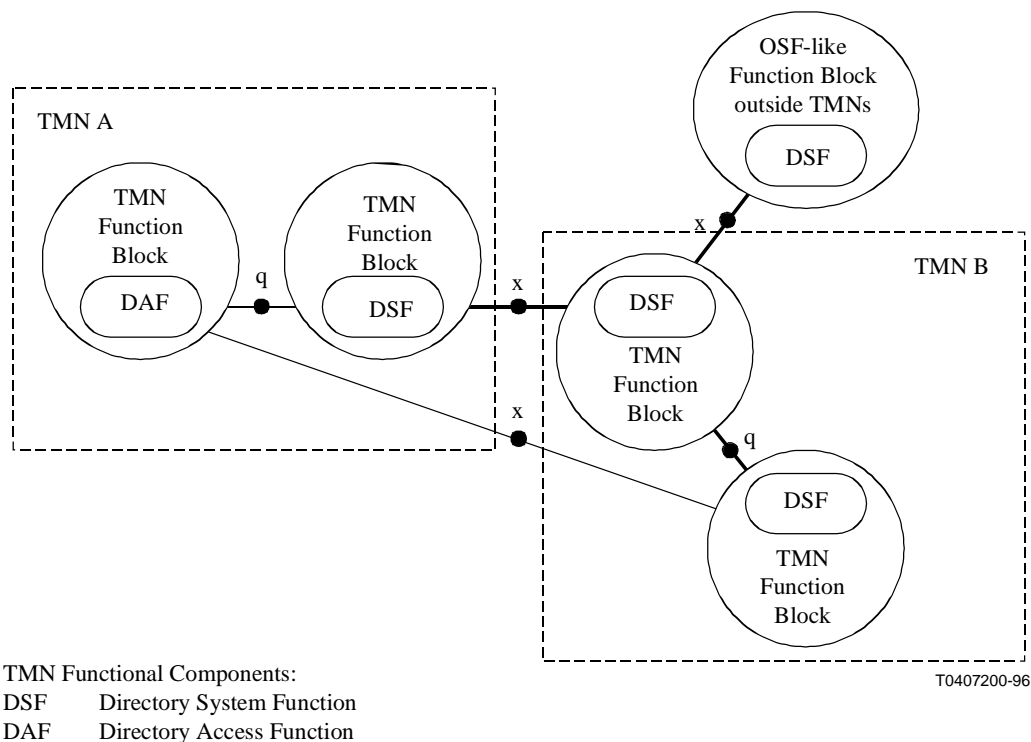 OSF-like
Function Block
outside TMNs
DSF
TMN A
TMN
Function
Block
DAF
q
TMN
Function
Block
DSF
x
x
TMN B
DSF
TMN
Function
Block
x
q
DSF
TMN
Function
Block
T0407200-96
TMN Functional Components:
DSF Directory System Function
DAF Directory Access Function